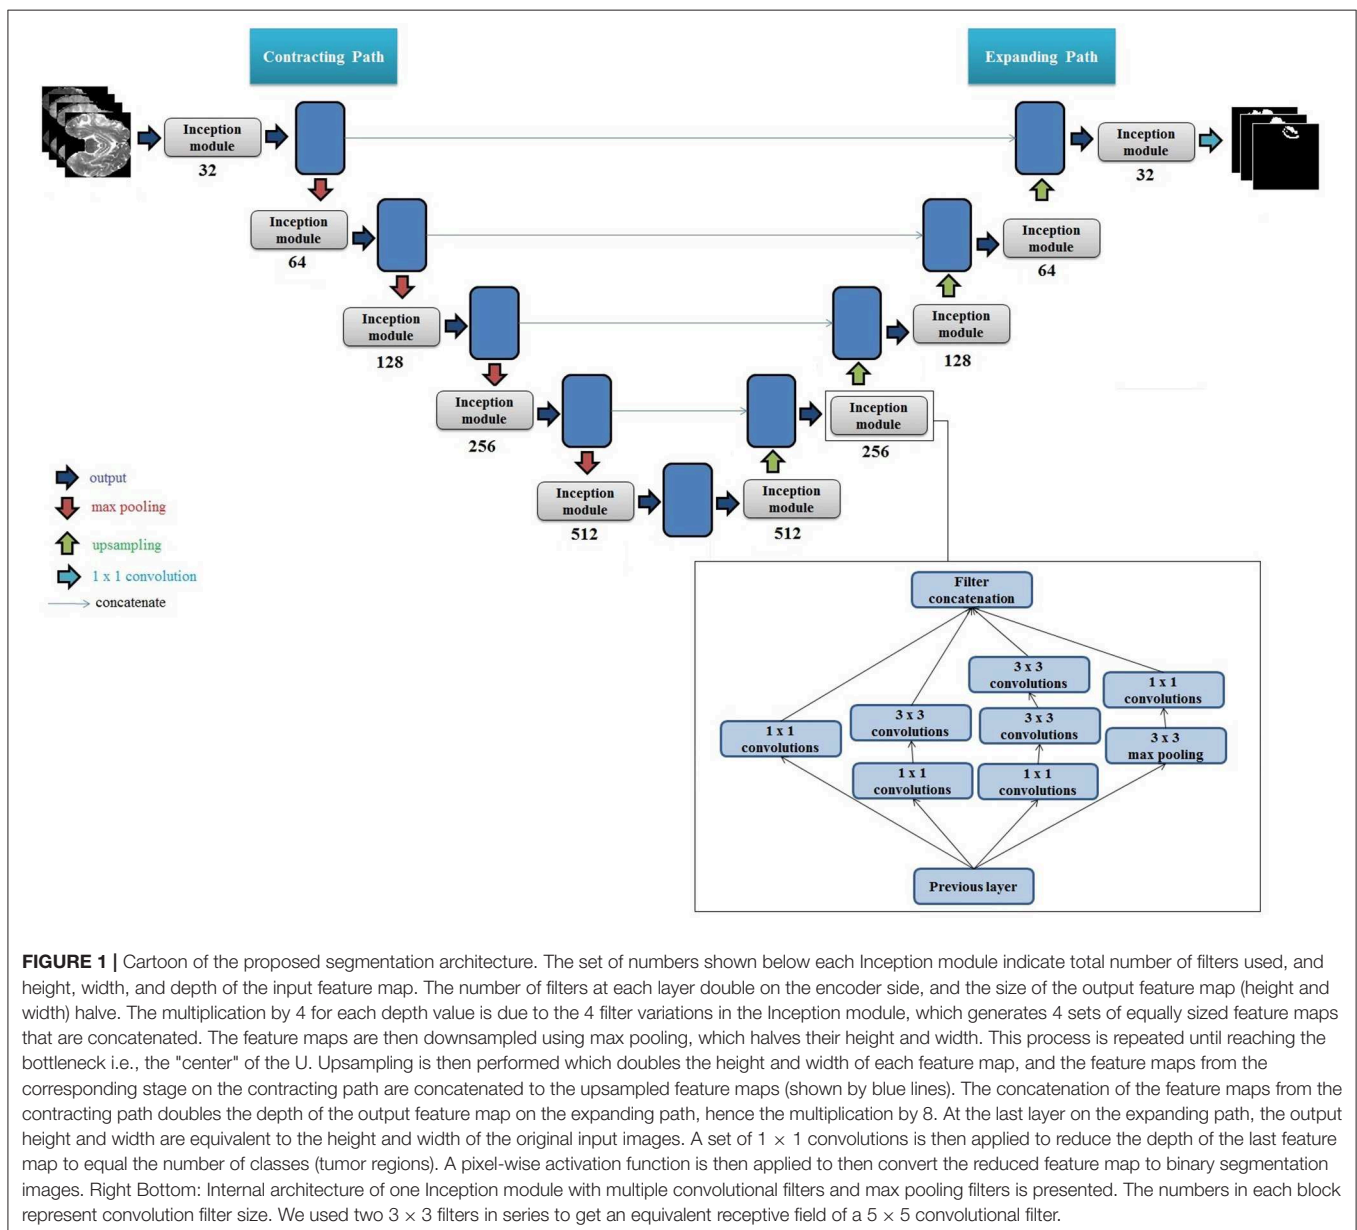 Contracting Path
Expanding Path
Inception
module
32
Inception
module
32
Inception
module
64
Inception
module
64
Inception
module
128
Inception
module
128
Inception
module
256
Inception
module
256
Inception
module
512
Inception
module
512
output
max pooling
upsampling
1 x 1 convolution
concatenate
Filter
concatenation
3 x 3
convolutions
1 x 1
convolutions
3 x 3
convolutions
3 x 3
convolutions
1 x 1
convolutions
3 x 3
max pooling
1 x 1
convolutions
1 x 1
convolutions
Previous layer
FIGURE 1 | Cartoon of the proposed segmentation architecture. The set of numbers shown below each Inception module indicate total number of filters used, and
height, width, and depth of the input feature map. The number of filters at each layer double on the encoder side, and the size of the output feature map (height and
width) halve. The multiplication by 4 for each depth value is due to the 4 filter variations in the Inception module, which generates 4 sets of equally sized feature maps
that are concatenated. The feature maps are then downsampled using max pooling, which halves their height and width. This process is repeated until reaching the
bottleneck i.e., the "center" of the U. Upsampling is then performed which doubles the height and width of each feature map, and the feature maps from the
corresponding stage on the contracting path are concatenated to the upsampled feature maps (shown by blue lines). The concatenation of the feature maps from the
contracting path doubles the depth of the output feature map on the expanding path, hence the multiplication by 8. At the last layer on the expanding path, the output
height and width are equivalent to the height and width of the original input images. A set of 1 × 1 convolutions is then applied to reduce the depth of the last feature
map to equal the number of classes (tumor regions). A pixel-wise activation function is then applied to then convert the reduced feature map to binary segmentation
images. Right Bottom: Internal architecture of one Inception module with multiple convolutional filters and max pooling filters is presented. The numbers in each block
represent convolution filter size. We used two 3 × 3 filters in series to get an equivalent receptive field of a 5 × 5 convolutional filter.